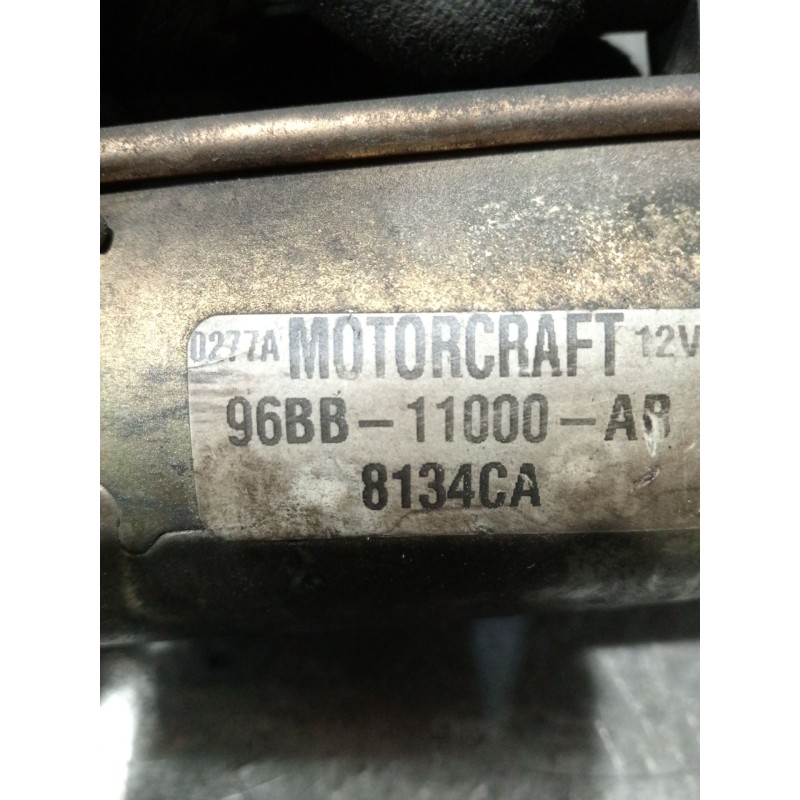 0277A MOTORCRAFT 12V
96BB-11000-AB
8134CA